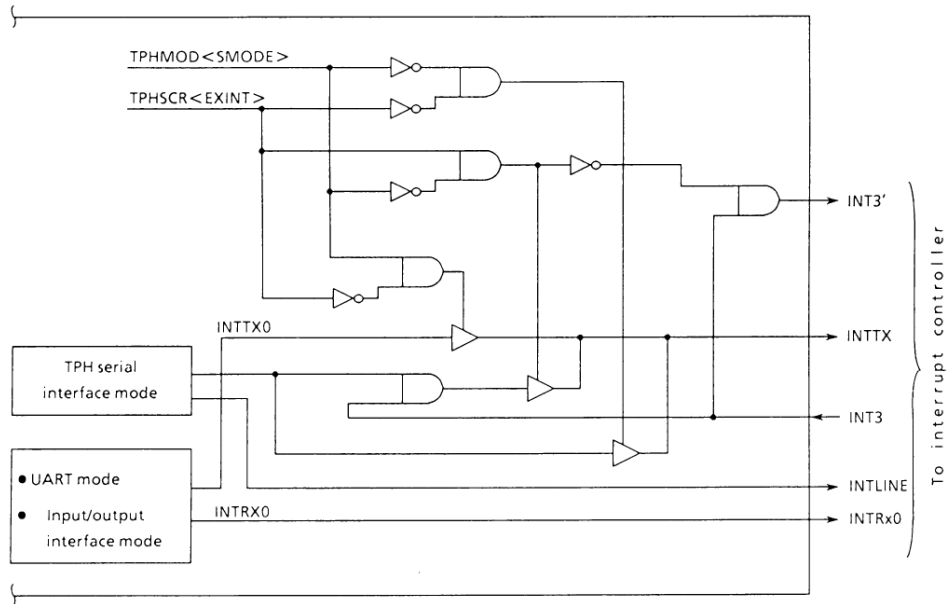 TPHMOD<SMODE>
TPHSCR<EXINT>
INT3'
INTTX0
INTTX
TPH serial
interface mode
INT3
● UART mode
● Input/output
interface mode
INTLINE
INTRX0
INTRx0
To interrupt controller